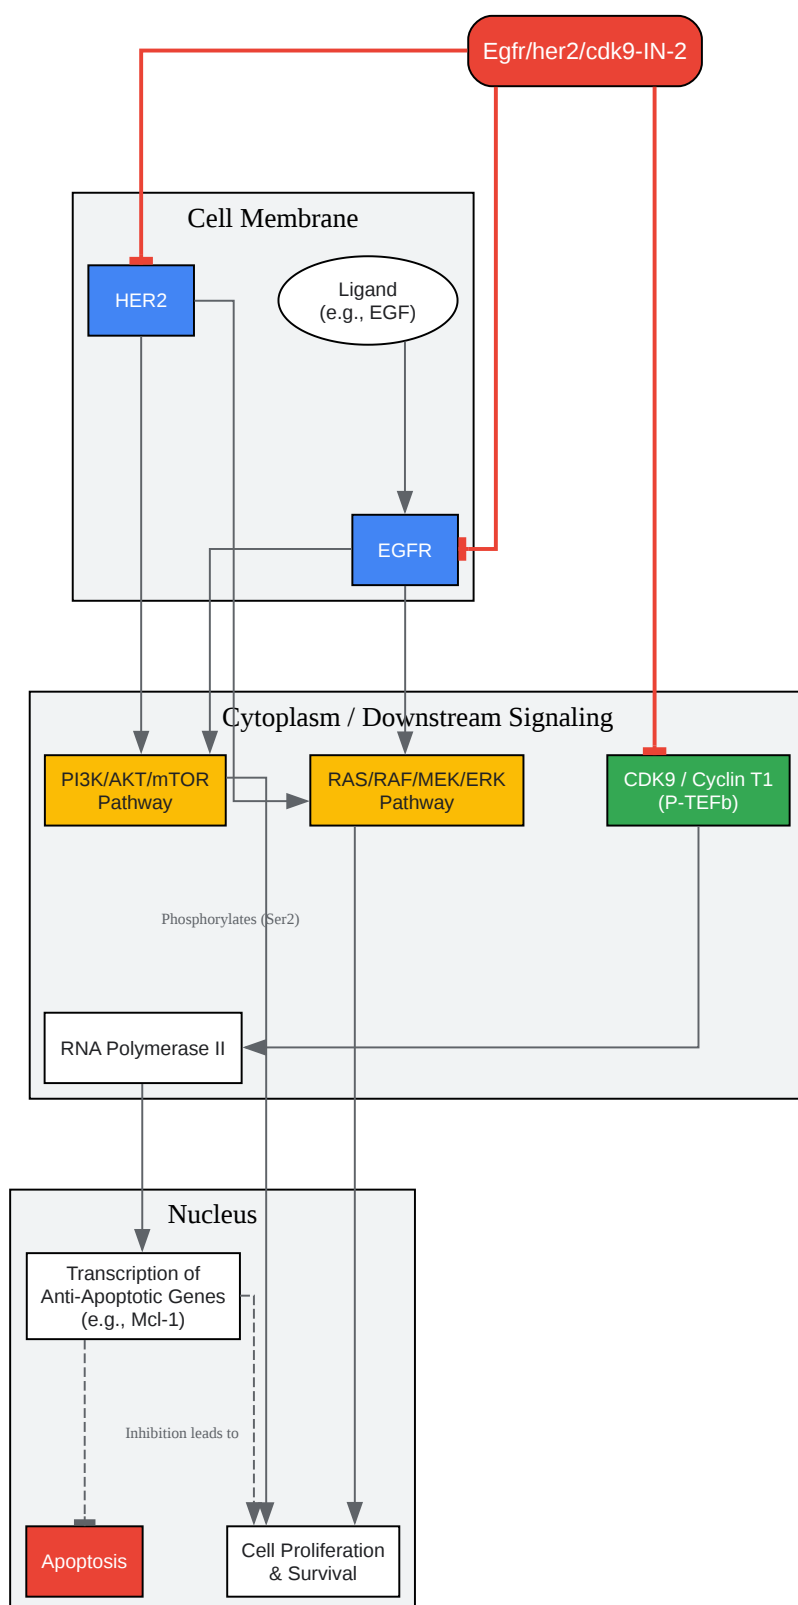 Egfr/her2/cdk9-IN-2
Cell Membrane
HER2
Ligand
(e.g., EGF)
EGFR
Cytoplasm / Downstream Signaling
PI3K/AKT/mTOR
Pathway
RAS/RAF/MEK/ERK
Pathway
CDK9 / Cyclin T1
(P-TEFb)
Phosphorylates (Ser2)
RNA Polymerase II
Nucleus
Transcription of
Anti-Apoptotic Genes
(e.g., Mcl-1)
Inhibition leads to
Apoptosis
Cell Proliferation
& Survival